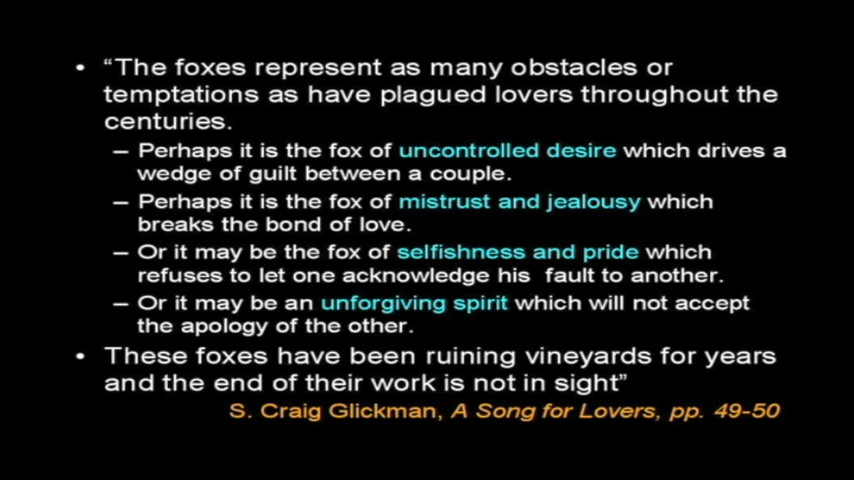 • “The foxes represent as many obstacles or
temptations as have plagued lovers throughout the
centuries.
– Perhaps it is the fox of uncontrolled desire which drives a
wedge of guilt between a couple.
– Perhaps it is the fox of mistrust and jealousy which
breaks the bond of love.
– Or it may be the fox of selfishness and pride which
refuses to let one acknowledge his  fault to another.
– Or it may be an unforgiving spirit which will not accept
the apology of the other.
• These foxes have been ruining vineyards for years
and the end of their work is not in sight”
S. Craig Glickman, A Song for Lovers, pp. 49-50